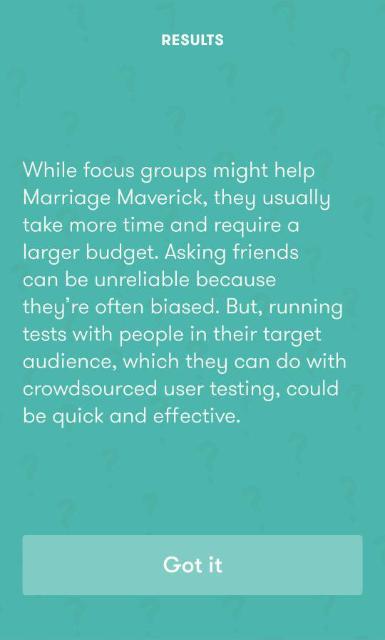 RESULTS
While focus groups might help
Marriage Maverick, they usually
take more time and require a
larger budget. Asking friends
can be unreliable because
they're often biased. But, running
tests with people in their target
audience, which they can do with
crowdsourced user testing, could
be quick and effective.
Got it